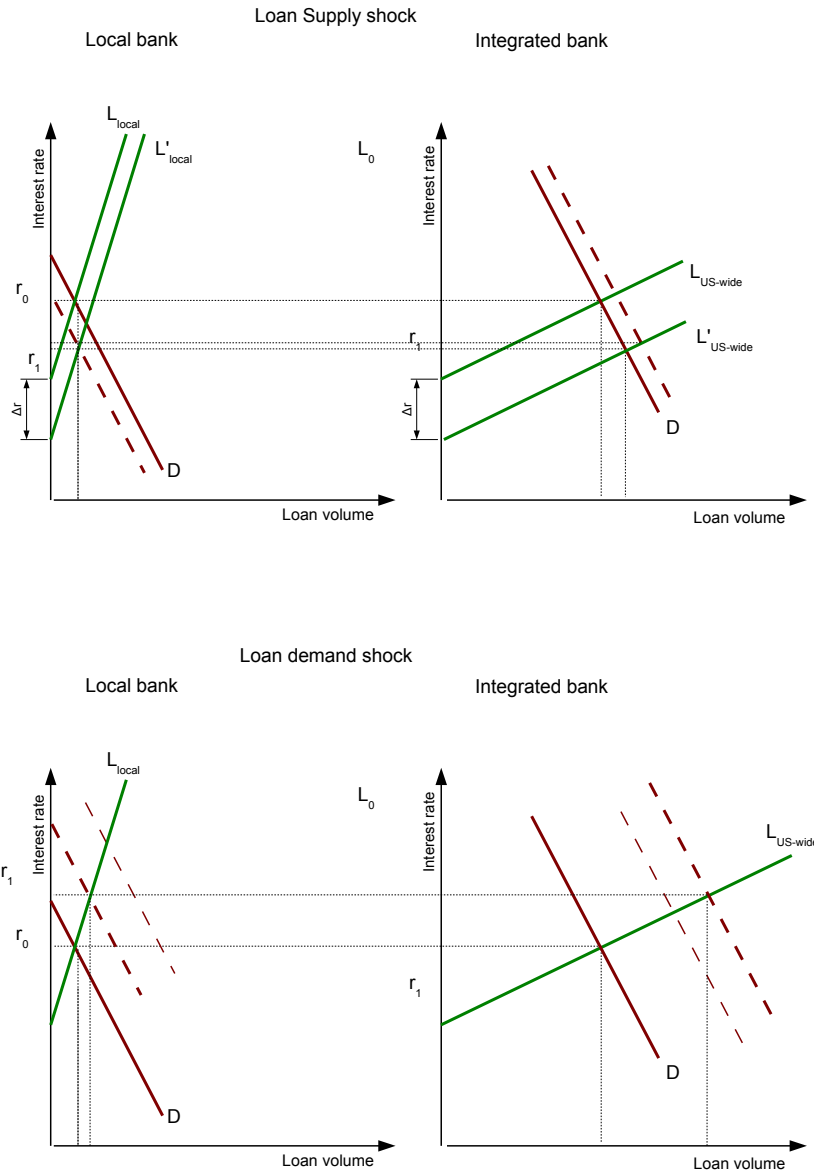 Loan Supply shock
Local bank
Integrated bank
L_local
L'_local
L_0
Interest rate
Interest rate
L_US-wide
r_0
r_1
r_1
L'_US-wide
Δr
Δr
D
D
Loan volume
Loan volume
Loan demand shock
Local bank
Integrated bank
L_local
L_0
Interest rate
Interest rate
L_US-wide
r_1
r_0
r_1
D
D
Loan volume
Loan volume